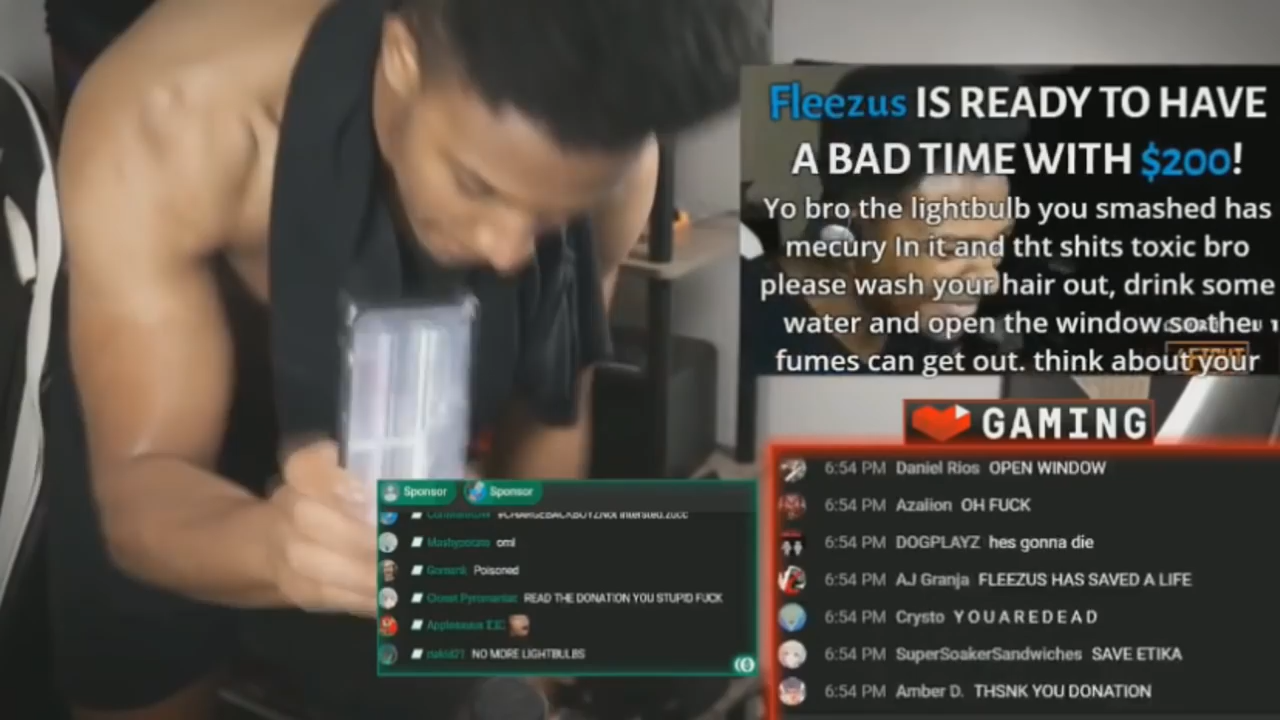 Fleezus IS READY TO HAVE
A BAD TIME WITH $200!
Yo bro the lightbulb you smashed has
mecury In it and tht shits toxic bro
please wash your hair out, drink some
water and open the window so the
fumes can get out. think about your
GAMING
6:54 PM Daniel Rios OPEN WINDOW
6:54 PM Azalion OH FUCK
6:54 PM DOGPLAYZ hes gonna die
6:54 PM AJ Granja FLEEZUS HAS SAVED A LIFE
6:54 PM Crysto Y O U A R E D E A D
6:54 PM SuperSoakerSandwiches SAVE ETIKA
6:54 PM Amber D. THSNK YOU DONATION
Sponsor Sponsor
Mashypotato oml
Poisoned
Closet Pyromaniac READ THE DONATION YOU STUPID FUCK
NO MORE LIGHTBULBS